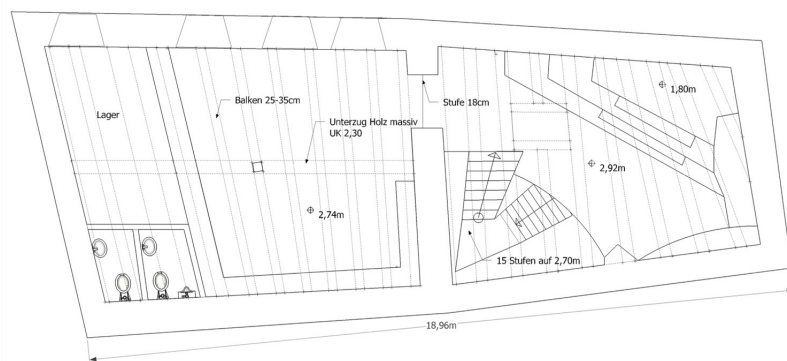 Lager
Balken 25-35cm
Unterzug Holz massiv
UK 2,30
2,74m
Stufe 18cm
1,80m
2,92m
15 Stufen auf 2,70m
18,96m